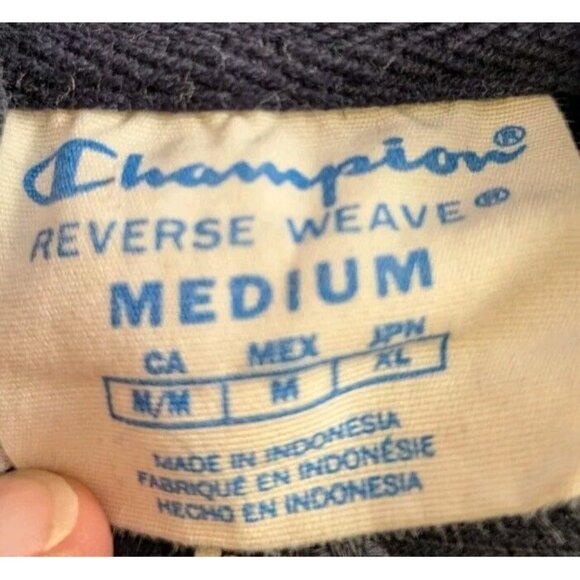 Champion®
REVERSE WEAVE®
MEDIUM
CA MEX JPN
M/M M XL
MADE IN INDONESIA
FABRIQUÉ EN INDONÉSIE
HECHO EN INDONESIA